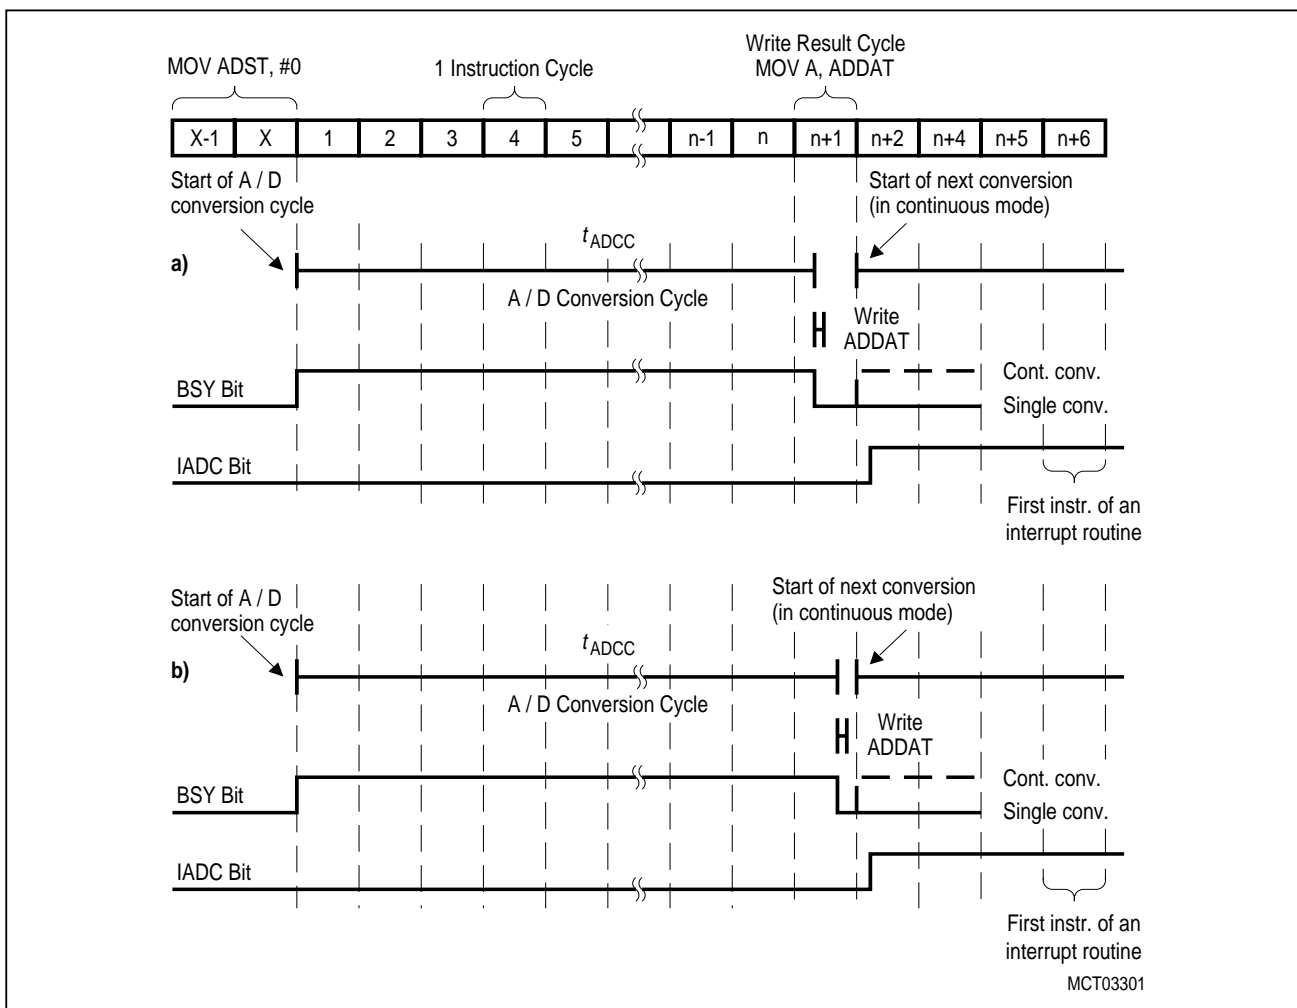 Write Result Cycle
MOV ADST, #0
1 Instruction Cycle
MOV A, ADDAT
X-1 X 1 2 3 4 5 n-1 n n+1 n+2 n+4 n+5 n+6
Start of A / D
conversion cycle
Start of next conversion
(in continuous mode)
a)
tADCC
A / D Conversion Cycle
Write
ADDAT
BSY Bit
Cont. conv.
Single conv.
IADC Bit
First instr. of an
interrupt routine
Start of A / D
conversion cycle
Start of next conversion
(in continuous mode)
b)
tADCC
A / D Conversion Cycle
Write
ADDAT
BSY Bit
Cont. conv.
Single conv.
IADC Bit
First instr. of an
interrupt routine
MCT03301